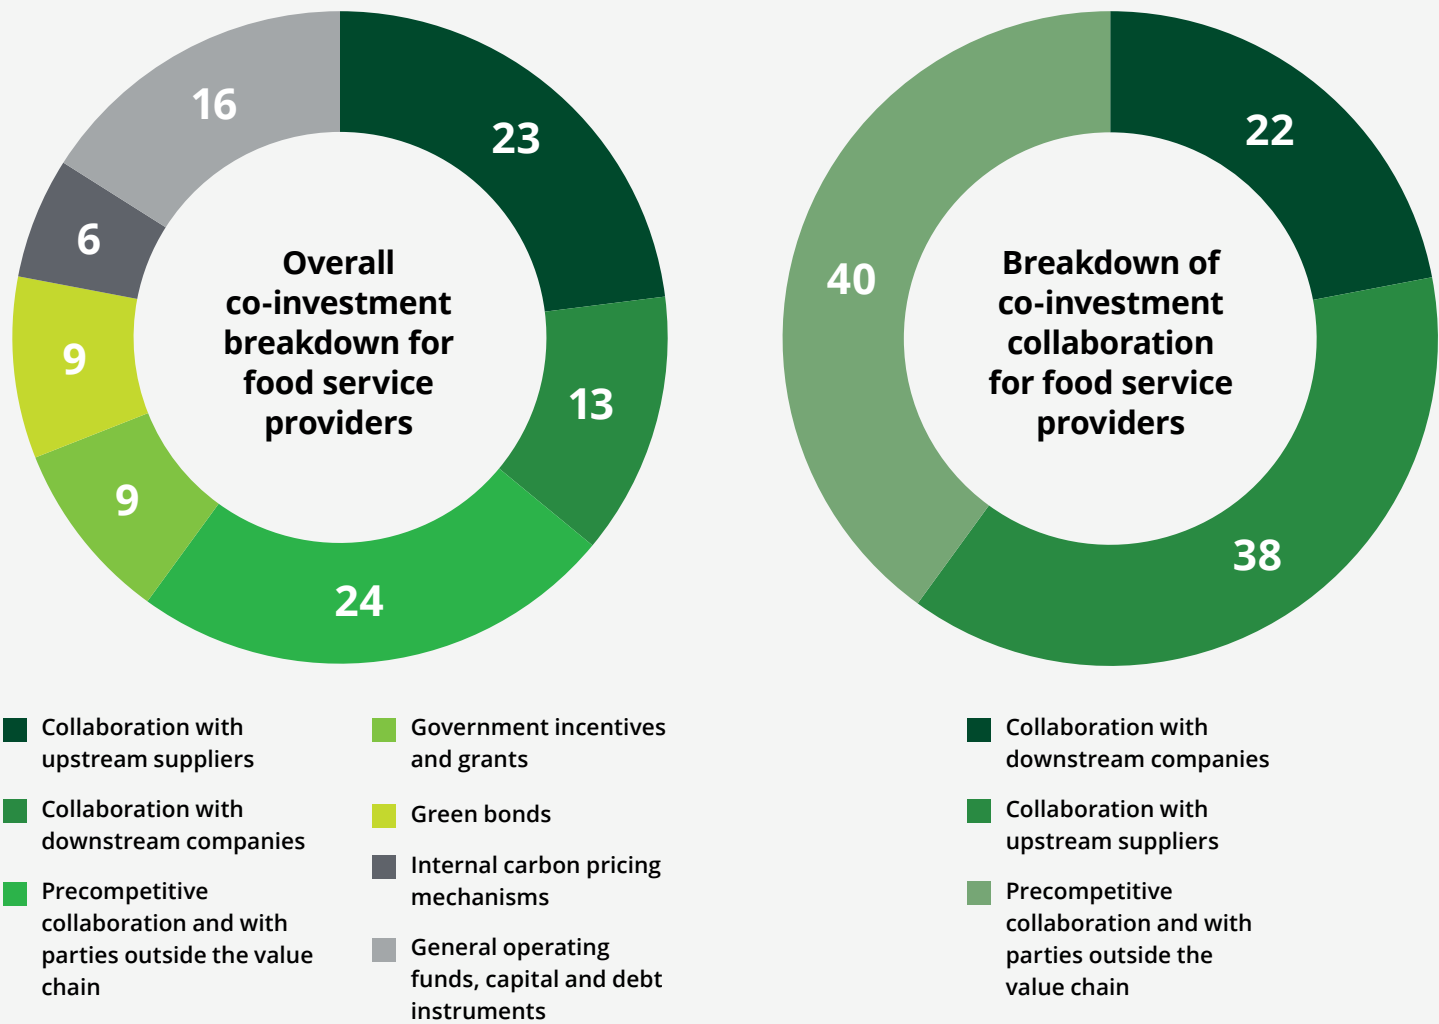 16
23
6
9
13
9
24
Overall
co-investment
breakdown for
food service
providers
22
40
38
Breakdown of
co-investment
collaboration
for food service
providers
Collaboration with
upstream suppliers
Collaboration with
downstream companies
Precompetitive
collaboration and with
parties outside the value
chain
Government incentives
and grants
Green bonds
Internal carbon pricing
mechanisms
General operating
funds, capital and debt
instruments
Collaboration with
downstream companies
Collaboration with
upstream suppliers
Precompetitive
collaboration and with
parties outside the
value chain